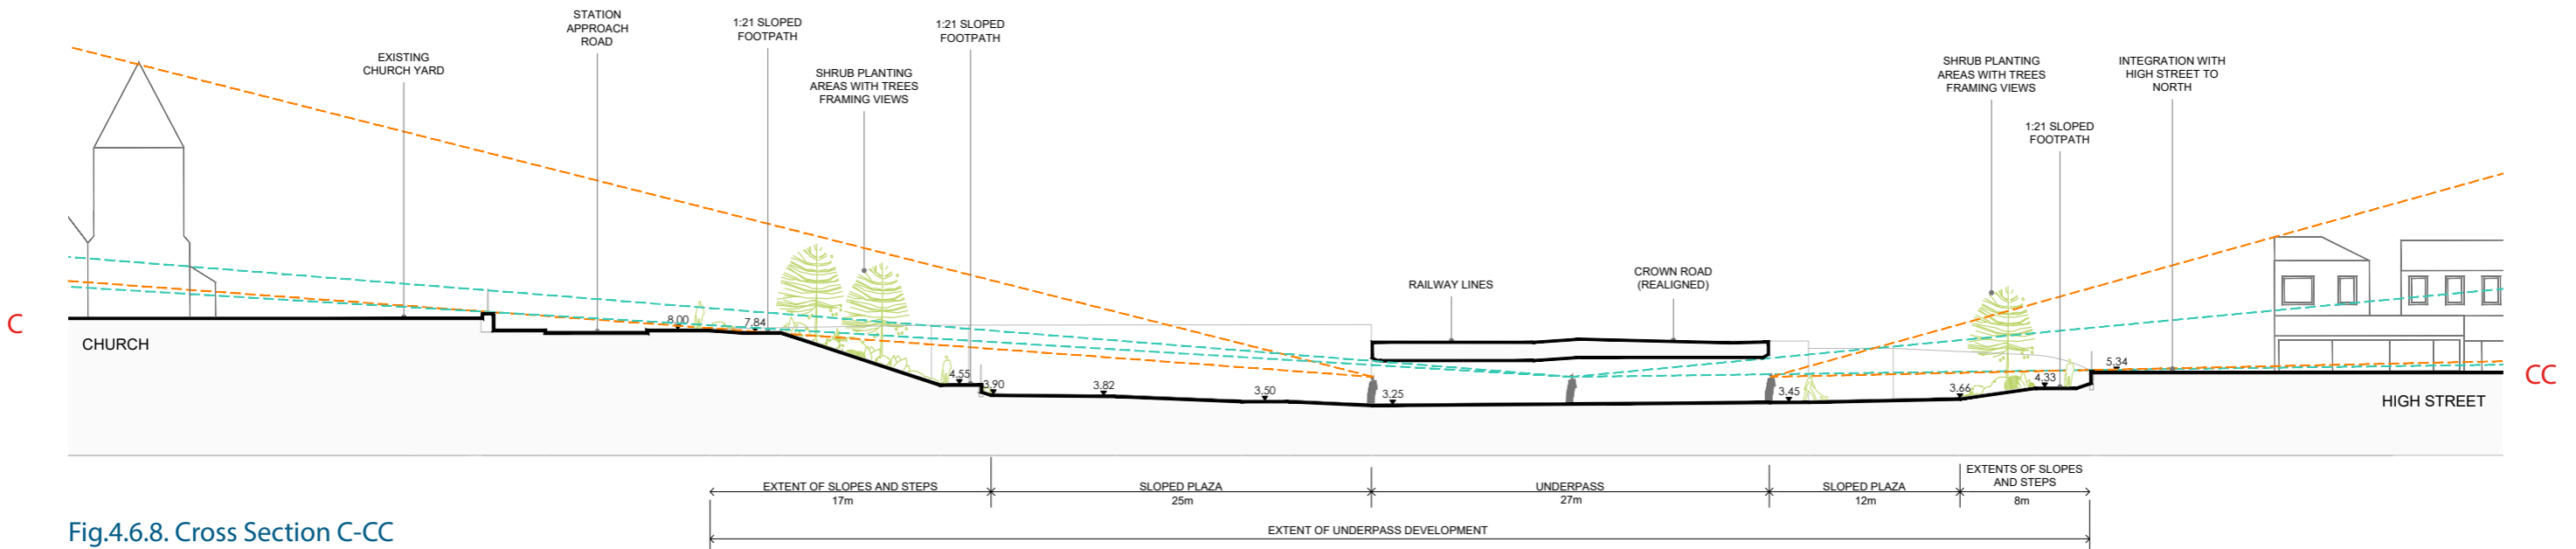 STATION
APPROACH
ROAD
1:21 SLOPED
FOOTPATH
1:21 SLOPED
FOOTPATH
EXISTING
CHURCH YARD
SHRUB PLANTING
AREAS WITH TREES
FRAMING VIEWS
SHRUB PLANTING
AREAS WITH TREES
FRAMING VIEWS
INTEGRATION WITH
HIGH STREET TO
NORTH
1:21 SLOPED
FOOTPATH
RAILWAY LINES
CROWN ROAD
(REALIGNED)
C
CHURCH
8.00
7.84
4.55
3.90
3.82
3.50
3.25
3.45
3.66
4.33
5.34
CC
HIGH STREET
EXTENT OF SLOPES AND STEPS
17m
SLOPED PLAZA
25m
UNDERPASS
27m
SLOPED PLAZA
12m
EXTENTS OF SLOPES
AND STEPS
8m
EXTENT OF UNDERPASS DEVELOPMENT
Fig.4.6.8. Cross Section C-CC